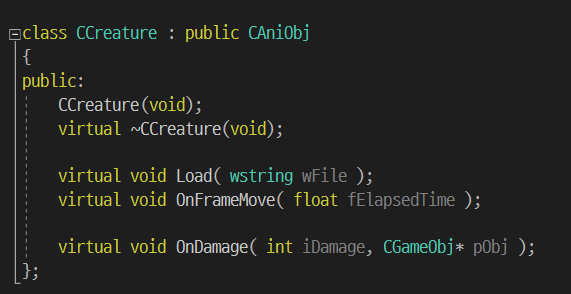 class CCreature : public CAniObj
{
public:
    CCreature(void);
    virtual ~CCreature(void);

    virtual void Load( wstring wFile );
    virtual void OnFrameMove( float fElapsedTime );

    virtual void OnDamage( int iDamage, CGameObj* pObj );
};